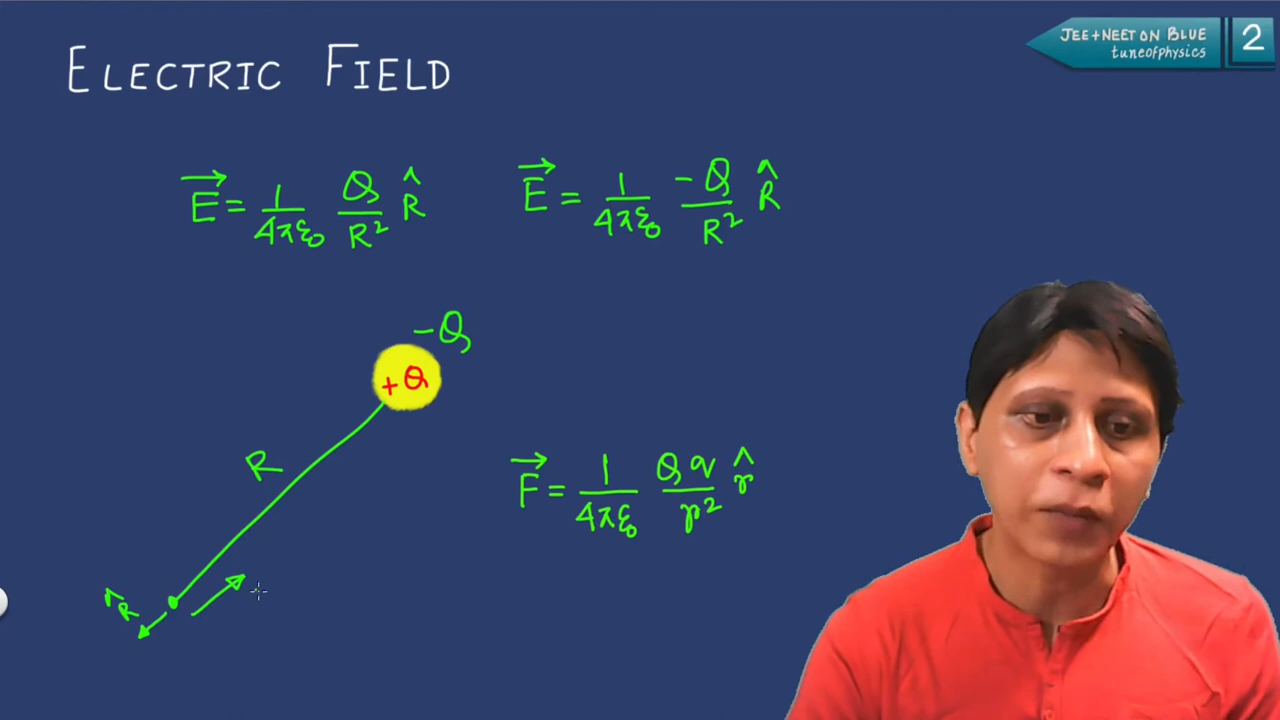 ELECTRIC FIELD
JEE+NEET ON BLUE
tuneofphysics
2
→E = 1/4πε₀ Q/R² R̂
→E = 1/4πε₀ -Q/R² R̂
-Q
+Q
R
→F = 1/4πε₀ Qq/r² r̂
R̂